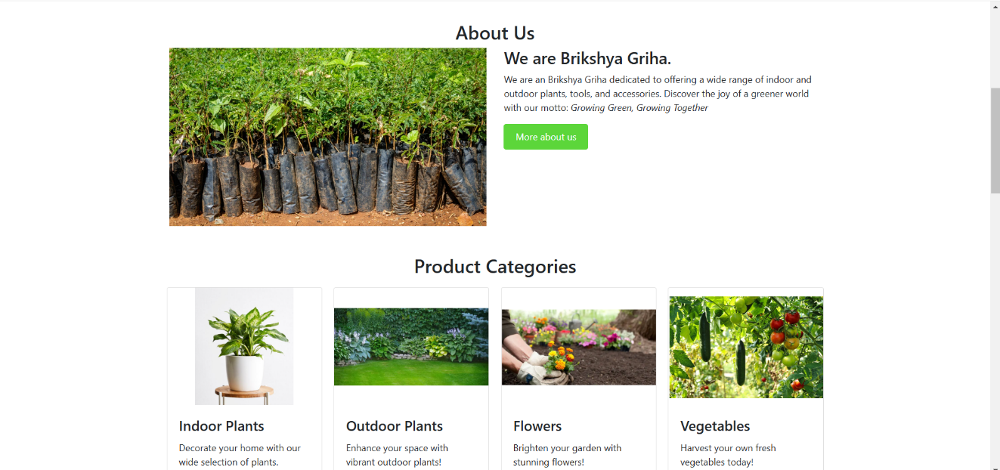 About Us
We are Brikshya Griha.
We are an Brikshya Griha dedicated to offering a wide range of indoor and
outdoor plants, tools, and accessories. Discover the joy of a greener world
with our motto: Growing Green, Growing Together
More about us
Product Categories
Indoor Plants
Decorate your home with our
wide selection of plants.
Outdoor Plants
Enhance your space with
vibrant outdoor plants!
Flowers
Brighten your garden with
stunning flowers!
Vegetables
Harvest your own fresh
vegetables today!